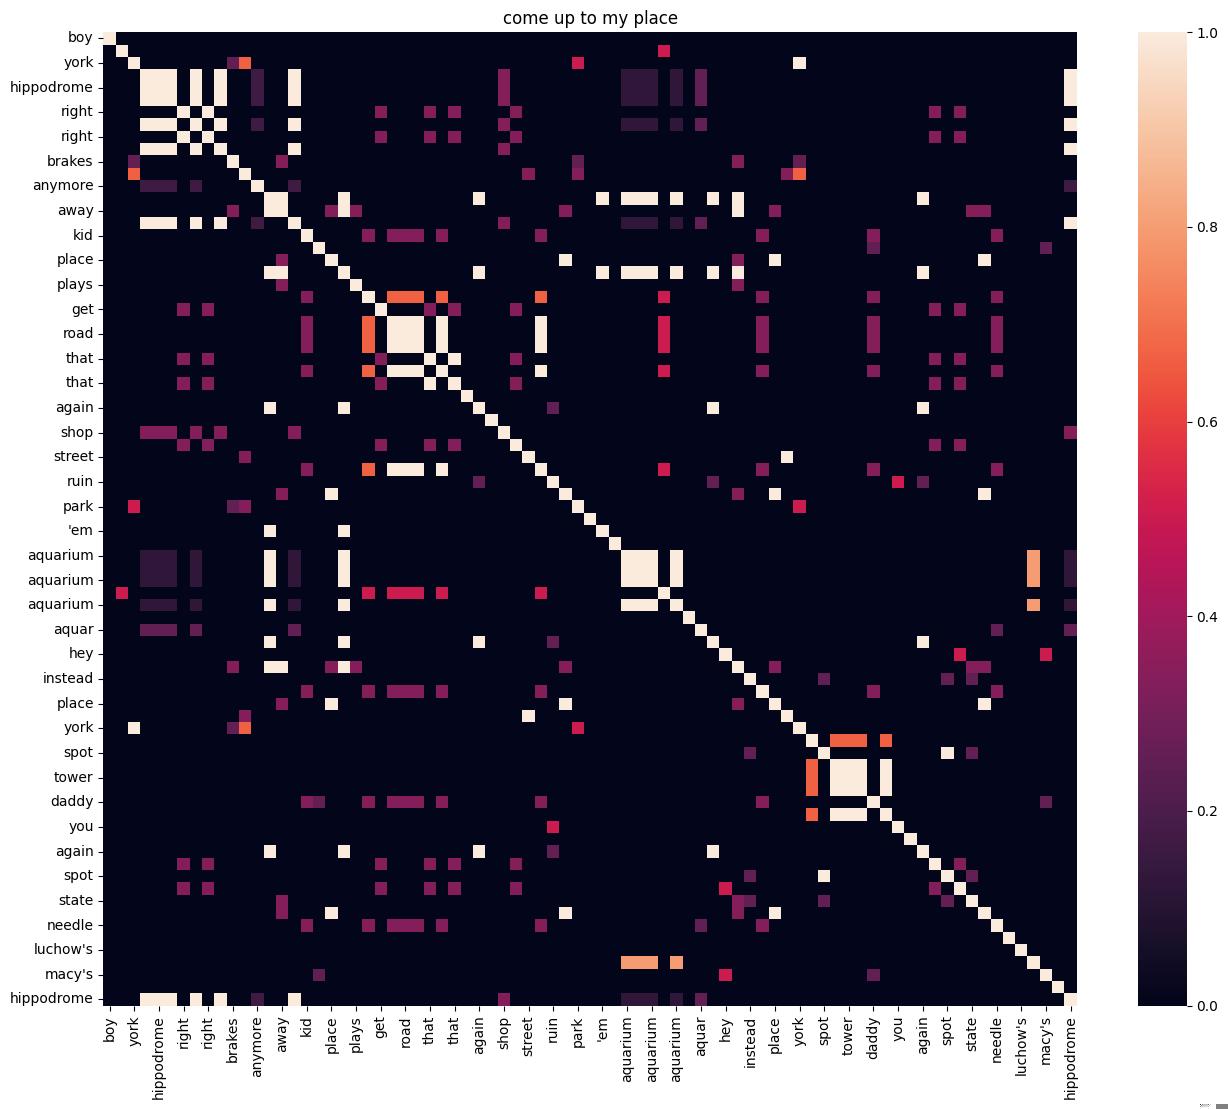 come up to my place
boy
york
hippodrome
right
right
brakes
anymore
away
kid
place
plays
get
road
that
that
again
shop
street
ruin
park
'em
aquarium
aquarium
aquarium
aquar
hey
instead
place
york
spot
tower
daddy
you
again
spot
state
needle
luchow's
macy's
hippodrome
boy
york
hippodrome
right
right
brakes
anymore
away
kid
place
plays
get
road
that
that
again
shop
street
ruin
park
'em
aquarium
aquarium
aquarium
aquar
hey
instead
place
york
spot
tower
daddy
you
again
spot
state
needle
luchow's
macy's
hippodrome
1.0
0.8
0.6
0.4
0.2
0.0